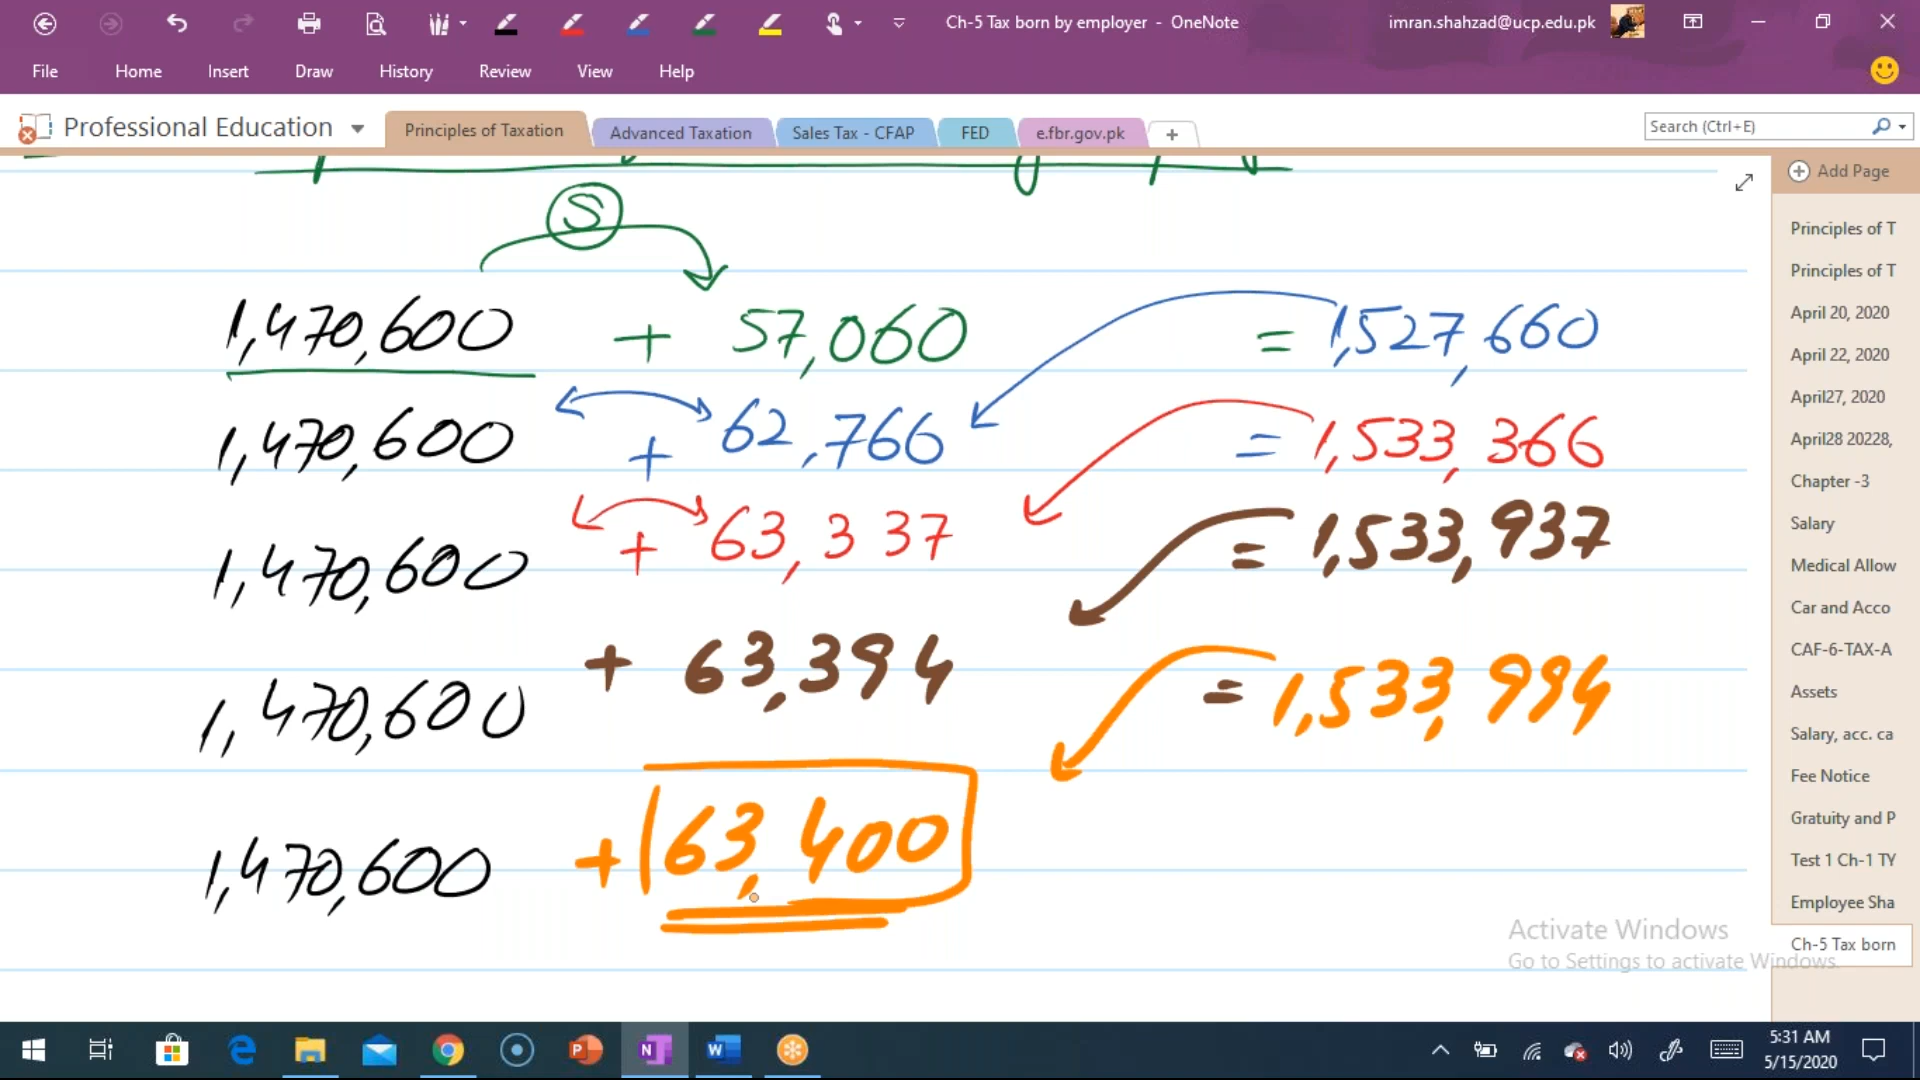 Ch-5 Tax born by employer - OneNote
imran.shahzad@ucp.edu.pk
File Home Insert Draw History Review View Help
Professional Education
Principles of Taxation
Advanced Taxation
Sales Tax - CFAP
FED
e.fbr.gov.pk
+
Search (Ctrl+E)
Add Page
Principles of T
Principles of T
April 20, 2020
April 22, 2020
April27, 2020
April28 20228,
Chapter -3
Salary
Medical Allow
Car and Acco
CAF-6-TAX-A
Assets
Salary, acc. ca
Fee Notice
Gratuity and P
Test 1 Ch-1 TY
Employee Sha
Ch-5 Tax born
S
1,470,600 + 57,060 = 1,527,660
1,470,600 + 62,766 = 1,533,366
1,470,600 + 63,337 = 1,533,937
1,470,600 + 63,394 = 1,533,994
1,470,600 + 63,400
Activate Windows
Go to Settings to activate Windows.
5:31 AM
5/15/2020